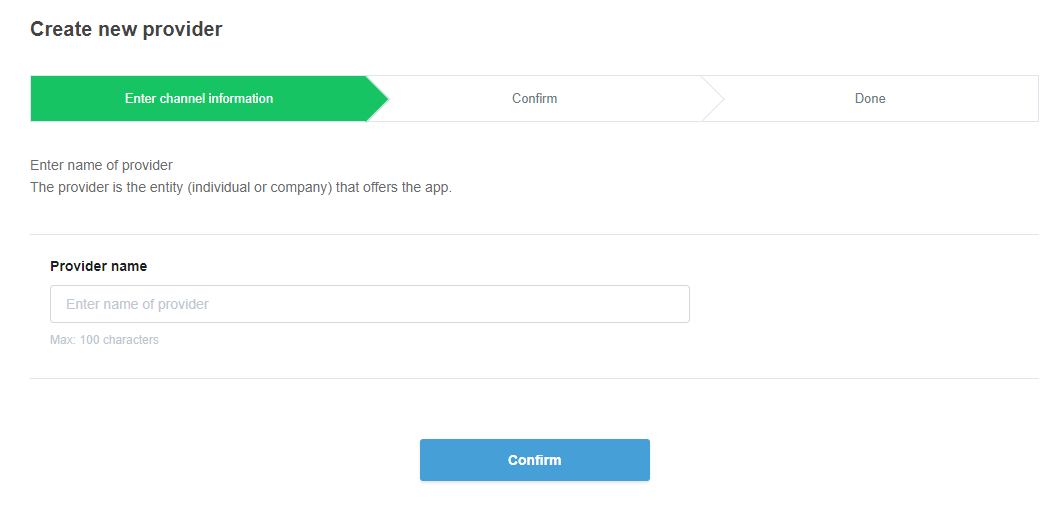 Create new provider
Enter channel information
Confirm
Done
Enter name of provider
The provider is the entity (individual or company) that offers the app.
Provider name
Enter name of provider
Max: 100 characters
Confirm